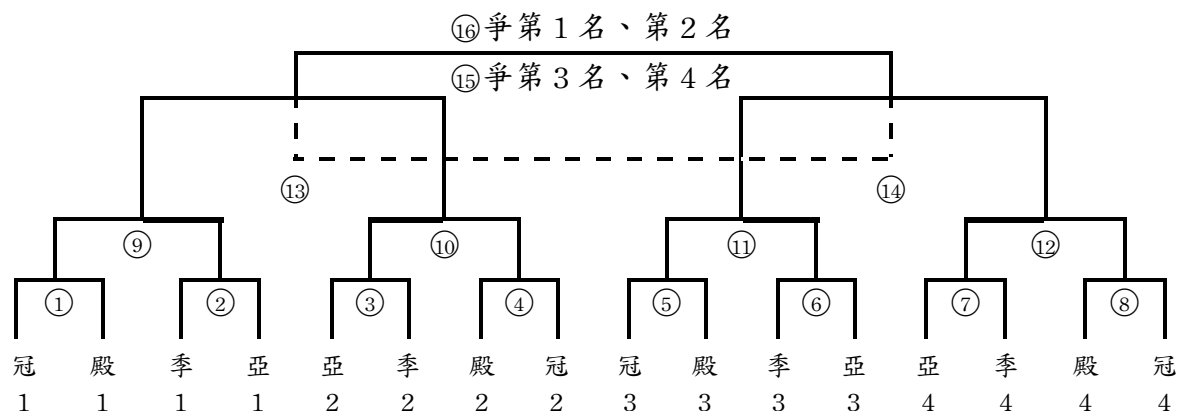 ⑯爭第1名、第2名
⑮爭第3名、第4名
⑬ ⑭
⑨ ⑩ ⑪ ⑫
① ② ③ ④ ⑤ ⑥ ⑦ ⑧
冠 殿 季 亞 亞 季 殿 冠 冠 殿 季 亞 亞 季 殿 冠
1 1 1 1 2 2 2 2 3 3 3 3 4 4 4 4